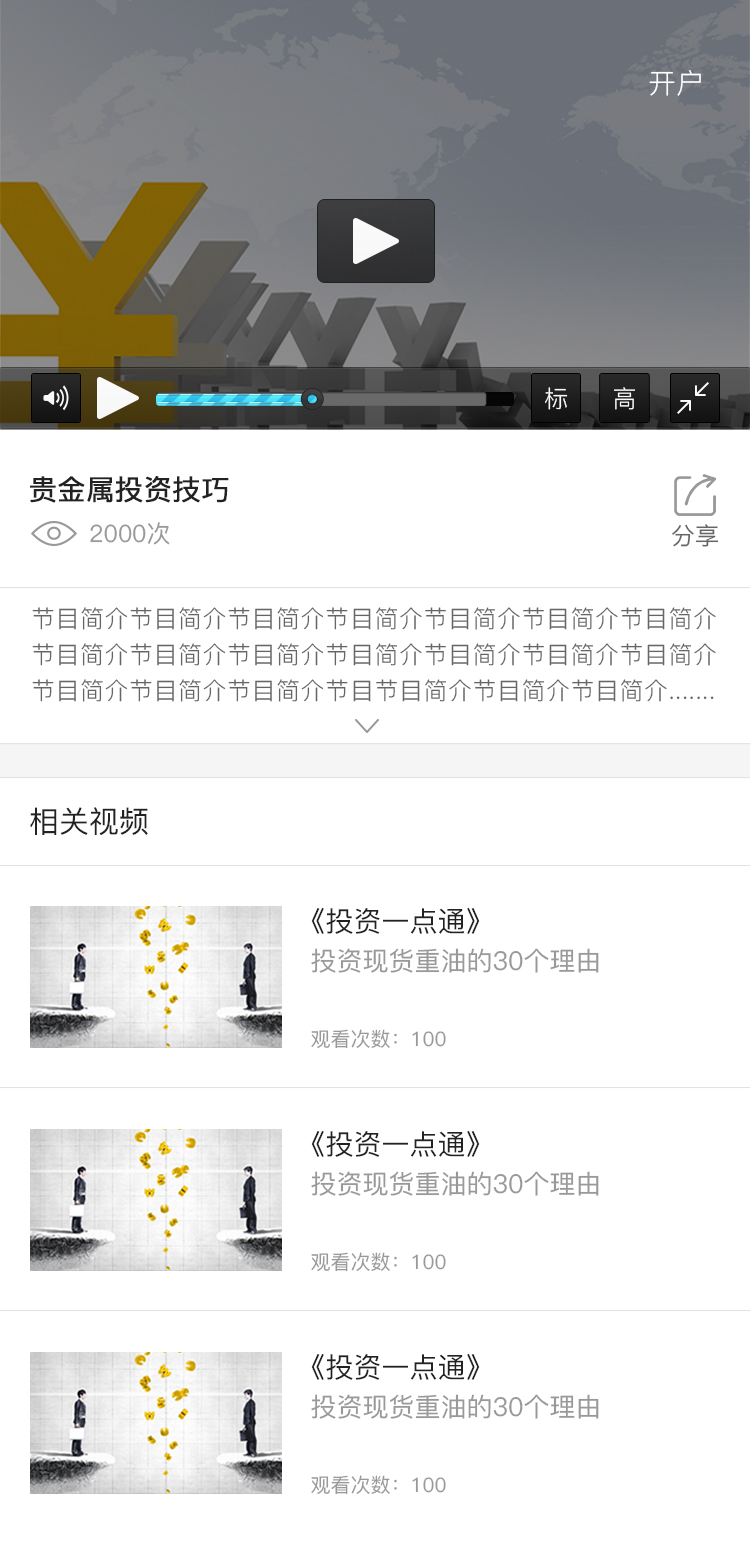 开户
标 高
贵金属投资技巧
2000次
分享
节目简介节目简介节目简介节目简介节目简介节目简介节目简介
节目简介节目简介节目简介节目简介节目简介节目简介节目简介
节目简介节目简介节目简介节目节目简介节目简介节目简介.......
相关视频
《投资一点通》
投资现货重油的30个理由
观看次数：100
《投资一点通》
投资现货重油的30个理由
观看次数：100
《投资一点通》
投资现货重油的30个理由
观看次数：100